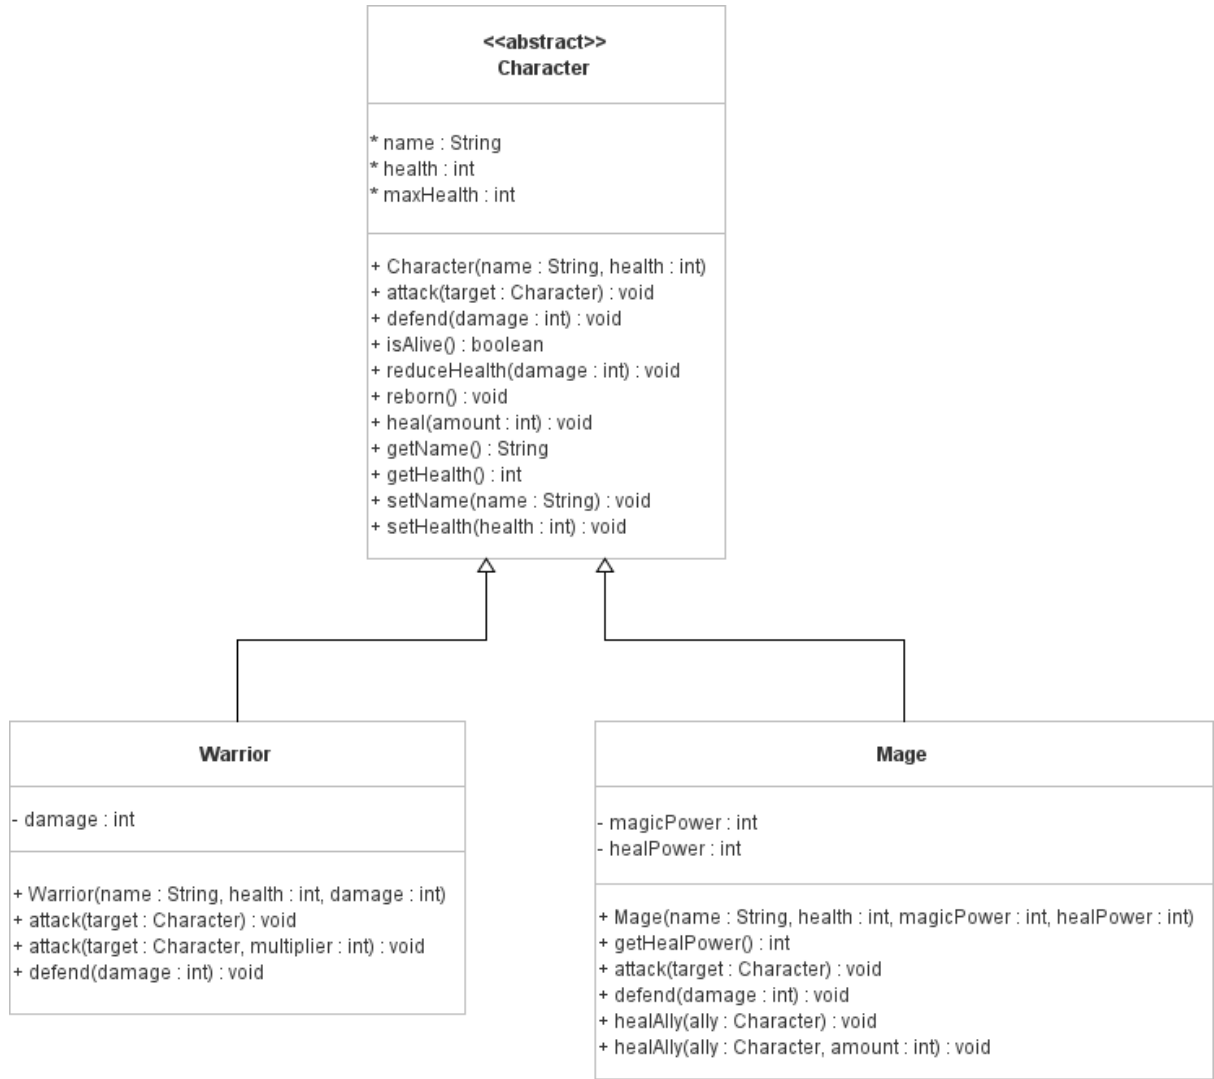 <<abstract>>
Character
* name : String
* health : int
* maxHealth : int
+ Character(name : String, health : int)
+ attack(target : Character) : void
+ defend(damage : int) : void
+ isAlive() : boolean
+ reduceHealth(damage : int) : void
+ reborn() : void
+ heal(amount : int) : void
+ getName() : String
+ getHealth() : int
+ setName(name : String) : void
+ setHealth(health : int) : void
Warrior
- damage : int
+ Warrior(name : String, health : int, damage : int)
+ attack(target : Character) : void
+ attack(target : Character, multiplier : int) : void
+ defend(damage : int) : void
Mage
- magicPower : int
- healPower : int
+ Mage(name : String, health : int, magicPower : int, healPower : int)
+ getHealPower() : int
+ attack(target : Character) : void
+ defend(damage : int) : void
+ healAlly(ally : Character) : void
+ healAlly(ally : Character, amount : int) : void